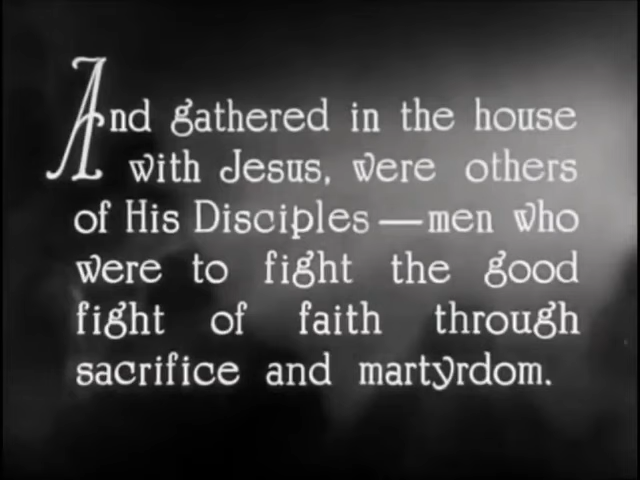 And gathered in the house
with Jesus, were others
of His Disciples—men who
were to fight the good
fight of faith through
sacrifice and martyrdom.